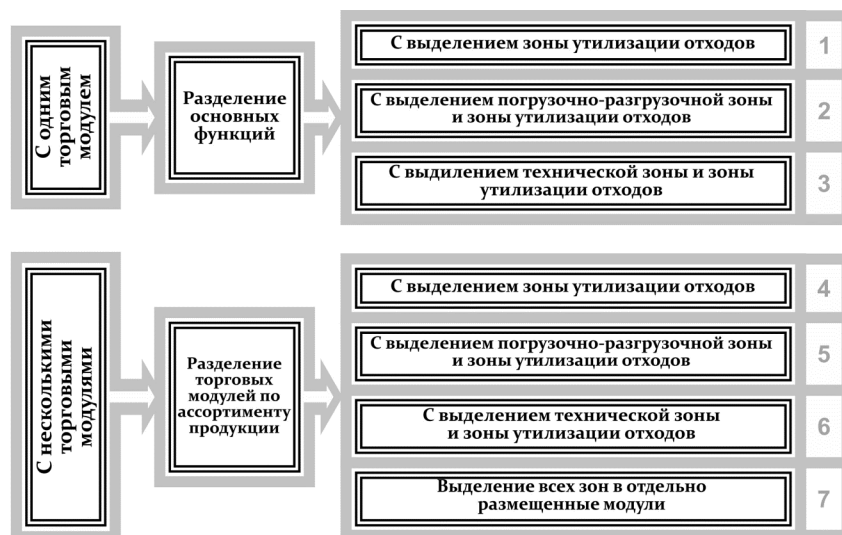 С одним
торговым
модулем
Разделение
основных
функций
С выделением зоны утилизации отходов
1
С выделением погрузочно-разгрузочной зоны
и зоны утилизации отходов
2
С выдилением технической зоны и зоны
утилизации отходов
3
С несколькими
торговыми
модулями
Разделение
торговых
модулей по
ассортименту
продукции
С выделением зоны утилизации отходов
4
С выделением погрузочно-разгрузочной зоны
и зоны утилизации отходов
5
С выделением технической зоны
и зоны утилизации отходов
6
Выделение всех зон в отдельно
размещенные модули
7